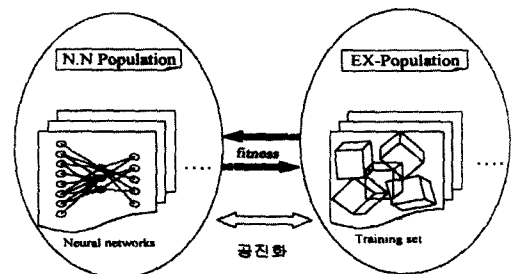 N.N Population
EX-Population
fitness
.....
.....
Neural networks
Training set
공진화